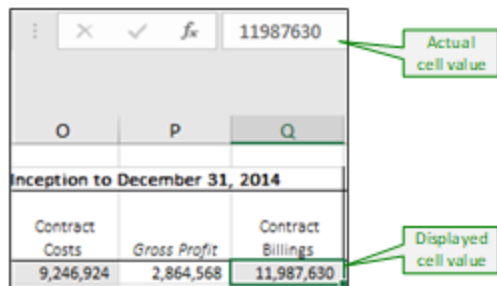 fx 11987630
Actual
cell value
O P Q
Inception to December 31, 2014
Contract Contract
Costs Gross Profit Billings
9,246,924 2,864,568 11,987,630
Displayed
cell value